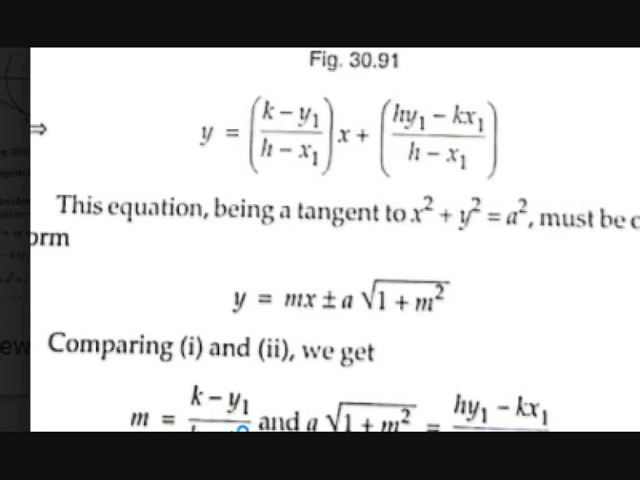 Fig. 30.91
⇒ y = ((k − y₁)/(h − x₁)) x + ((hy₁ − kx₁)/(h − x₁))
This equation, being a tangent to x² + y² = a², must be
orm
y = mx ± a √(1 + m²)
Comparing (i) and (ii), we get
m = k − y₁ and a √(1 + m²) = hy₁ − kx₁